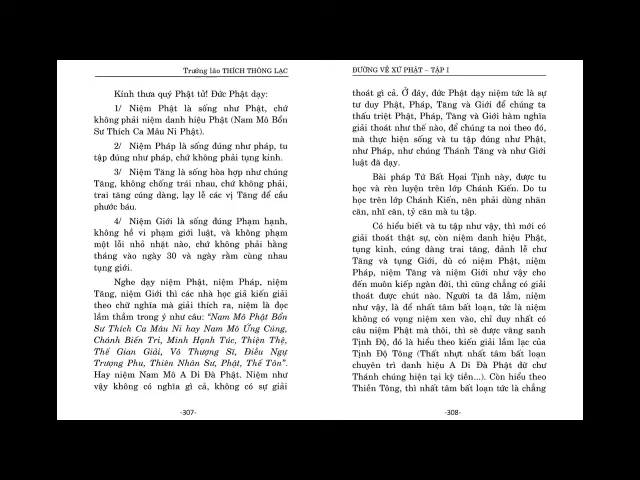 Trưởng lão THÍCH THÔNG LẠC
Kính thưa quý Phật tử! Đức Phật dạy:
1/ Niệm Phật là sống như Phật, chứ
không phải niệm danh hiệu Phật (Nam Mô Bổn
Sư Thích Ca Mâu Ni Phật).
2/ Niệm Pháp là sống đúng như pháp, tu
tập đúng như pháp, chứ không phải tụng kinh.
3/ Niệm Tăng là sống hòa hợp như chúng
Tăng, không chống trái nhau, chứ không phải,
trai tăng cúng dàng, lạy lễ các vị Tăng để cầu
phước báu.
4/ Niệm Giới là sống đúng Phạm hạnh,
không hề vi phạm giới luật, và không phạm
một lỗi nhỏ nhặt nào, chứ không phải hằng
tháng vào ngày 30 và ngày rằm cùng nhau
tụng giới.
Nghe dạy niệm Phật, niệm Pháp, niệm
Tăng, niệm Giới thì các nhà học giả kiến giải
theo chữ nghĩa mà giải thích ra, niệm là đọc
lẩm thầm trong ý như câu: “Nam Mô Phật Bổn
Sư Thích Ca Mâu Ni hay Nam Mô Ứng Cúng,
Chánh Biến Tri, Minh Hạnh Túc, Thiện Thệ,
Thế Gian Giải, Vô Thượng Sĩ, Điều Ngự
Trượng Phu, Thiên Nhân Sư, Phật, Thế Tôn”.
Hay niệm Nam Mô A Di Đà Phật. Niệm như
vậy không có nghĩa gì cả, không có sự giải
-307-
ĐƯỜNG VỀ XỨ PHẬT – TẬP I
thoát gì cả. Ở đây, đức Phật dạy niệm tức là sự
tư duy Phật, Pháp, Tăng và Giới để chúng ta
thấu triệt Phật, Pháp, Tăng và Giới hàm nghĩa
giải thoát như thế nào, để chúng ta noi theo đó,
mà thực hiện sống và tu tập đúng như Phật,
như Pháp, như chúng Thánh Tăng và như Giới
luật đã dạy.
Bài pháp Tứ Bất Họai Tịnh này, được tu
học và rèn luyện trên lớp Chánh Kiến. Do tu
học trên lớp Chánh Kiến, nên phải dùng nhãn
căn, nhĩ căn, tỷ căn mà tu tập.
Có hiểu biết và tu tập như vậy, thì mới có
giải thoát thật sự, còn niệm danh hiệu Phật,
tụng kinh, cúng dàng trai tăng, đảnh lễ chư
Tăng và tụng Giới, dù có niệm Phật, niệm
Pháp, niệm Tăng và niệm Giới như vậy cho
đến muôn kiếp ngàn đời, thì cũng chẳng có giải
thoát được chút nào. Người ta đã lầm, niệm
như vậy, là để nhất tâm bất loạn, tức là niệm
không có vọng niệm xen vào, chỉ duy nhất có
câu niệm Phật mà thôi, thì sẽ được vãng sanh
Tịnh Độ, đó là hiểu theo kiến giải lầm lạc của
Tịnh Độ Tông (Thất nhựt nhất tâm bất loạn
chuyên trì danh hiệu A Di Đà Phật dữ chư
Thánh chúng hiện tại kỳ tiền...). Còn hiểu theo
Thiền Tông, thì nhất tâm bất loạn tức là chẳng
-308-